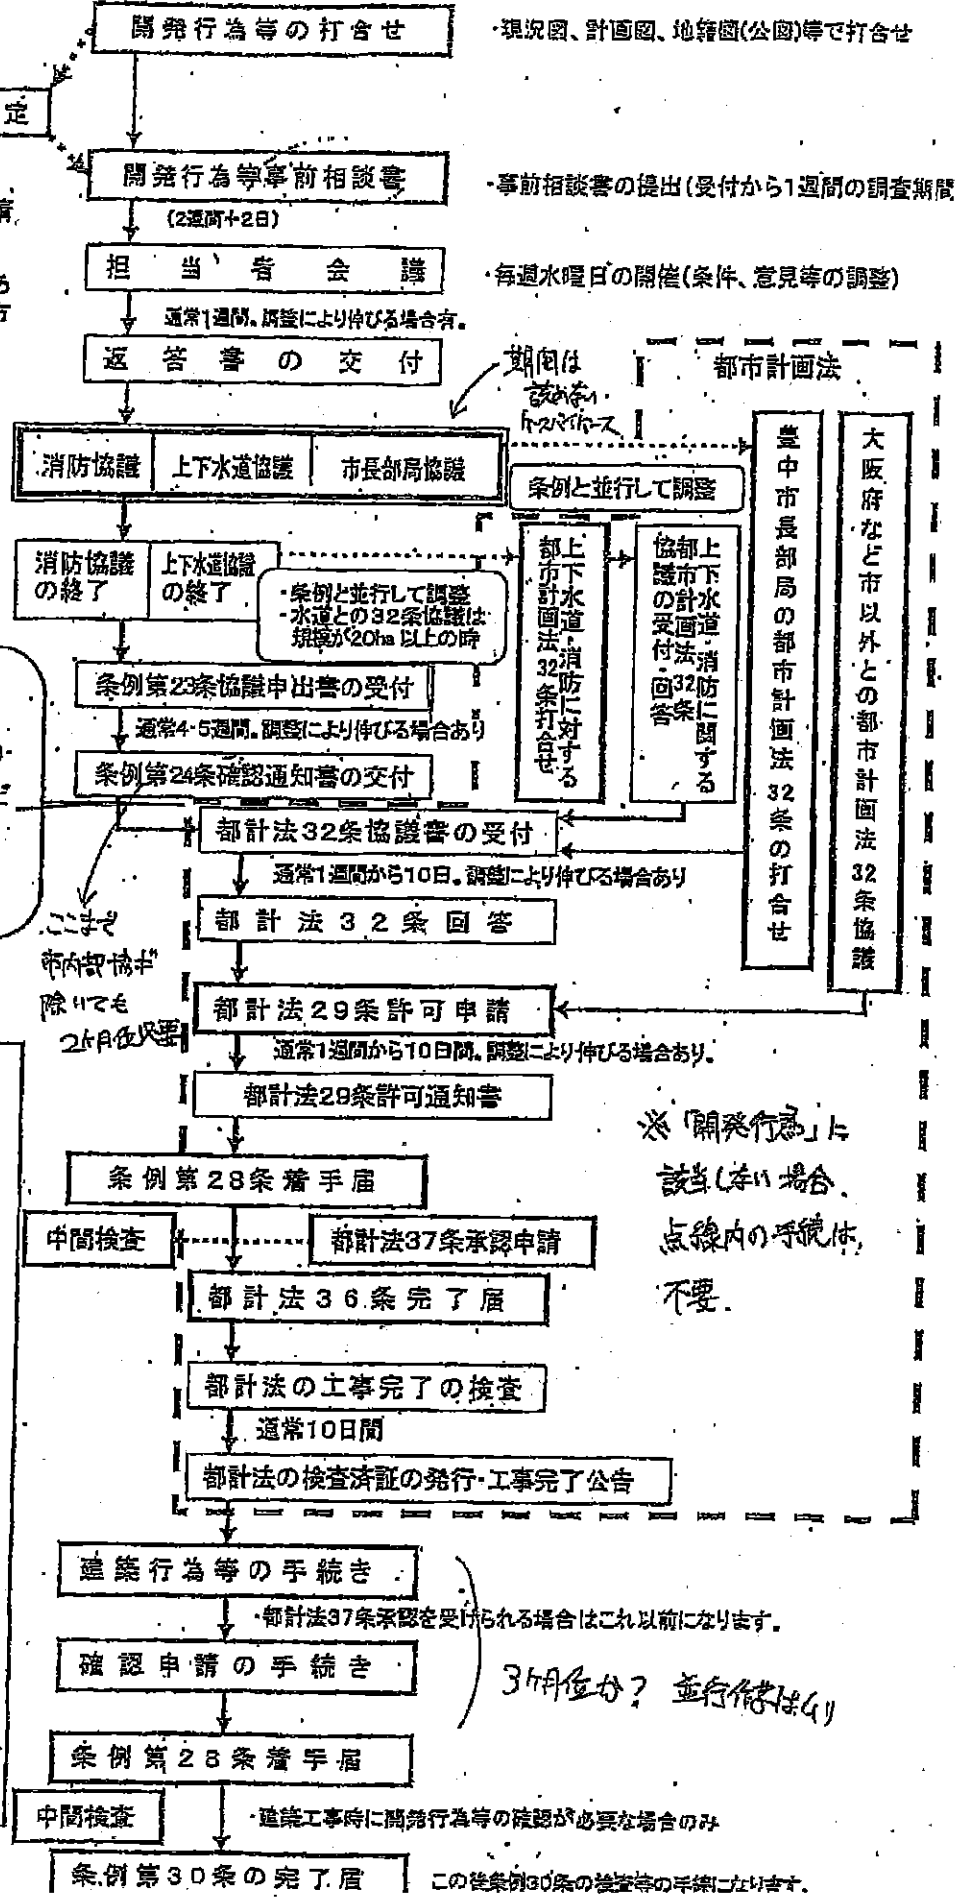 開発行為等の打合せ
・現況図、計画図、地籍図(公図)等で打合せ
定
開発行為等事前相談書
・事前相談書の提出(受付から1週間の調査期間
(2週間+2日)
担当者会議
・毎週水曜日の開催(条件、意見等の調整)
通常1週間。調整により伸びる場合有。
返答書の交付
期間は
読めない
ケースバイケース
都市計画法
消防協議
上下水道協議
市長部局協議
条例と並行して調整
豊中市長部局の都市計画法32条の打合せ
大阪府など市以外との都市計画法32条協議
消防協議
の終了
上下水道協議
の終了
・条例と並行して調整
・水道との32条協議は
規模が20ha以上の時
上下水道・消防に対する
都市計画法32条打合せ
上下水道・消防に関する
都市計画法32条
協議の受付・回答
条例第23条協議申出書の受付
通常4-5週間。調整により伸びる場合あり
条例第24条確認通知書の交付
都計法32条協議書の受付
通常1週間から10日。調整により伸びる場合あり
ここまで
市内部協ギ
除いても
2ヶ月位必要
都計法32条回答
都計法29条許可申請
通常1週間から10日間。調整により伸びる場合あり。
都計法29条許可通知書
※「開発行為」に
該当しない場合、
点線内の手続は、
不要.
条例第28条着手届
中間検査
都計法37条承認申請
都計法36条完了届
都計法の工事完了の検査
通常10日間
都計法の検査済証の発行・工事完了公告
建築行為等の手続き
・都計法37条承認を受けられる場合はこれ以前になります。
確認申請の手続き
3ヶ月位か? 並行作業はムリ
条例第28条着手届
中間検査
・建築工事時に開発行為等の確認が必要な場合のみ
条例第30条の完了届
この後条例30条の検査等の手続になります。